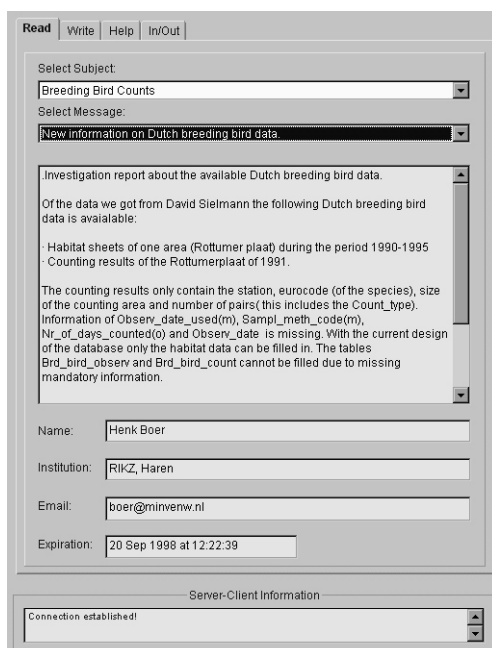 Read Write Help In/Out
Select Subject:
Breeding Bird Counts
Select Message:
New information on Dutch breeding bird data.
.Investigation report about the available Dutch breeding bird data.
Of the data we got from David Sielmann the following Dutch breeding bird
data is avaialable:
· Habitat sheets of one area (Rottumer plaat) during the period 1990-1995
· Counting results of the Rottumerplaat of 1991.
The counting results only contain the station, eurocode (of the species), size
of the counting area and number of pairs( this includes the Count_type).
Information of Observ_date_used(m), Sampl_meth_code(m),
Nr_of_days_counted(o) and Observ_date  is missing. With the current design
of the database only the habitat data can be filled in. The tables
Brd_bird_observ and Brd_bird_count cannot be filled due to missing
mandatory information.
Name: Henk Boer
Institution: RIKZ, Haren
Email: boer@minvenw.nl
Expiration: 20 Sep 1998 at 12:22:39
Server-Client Information
Connection established!